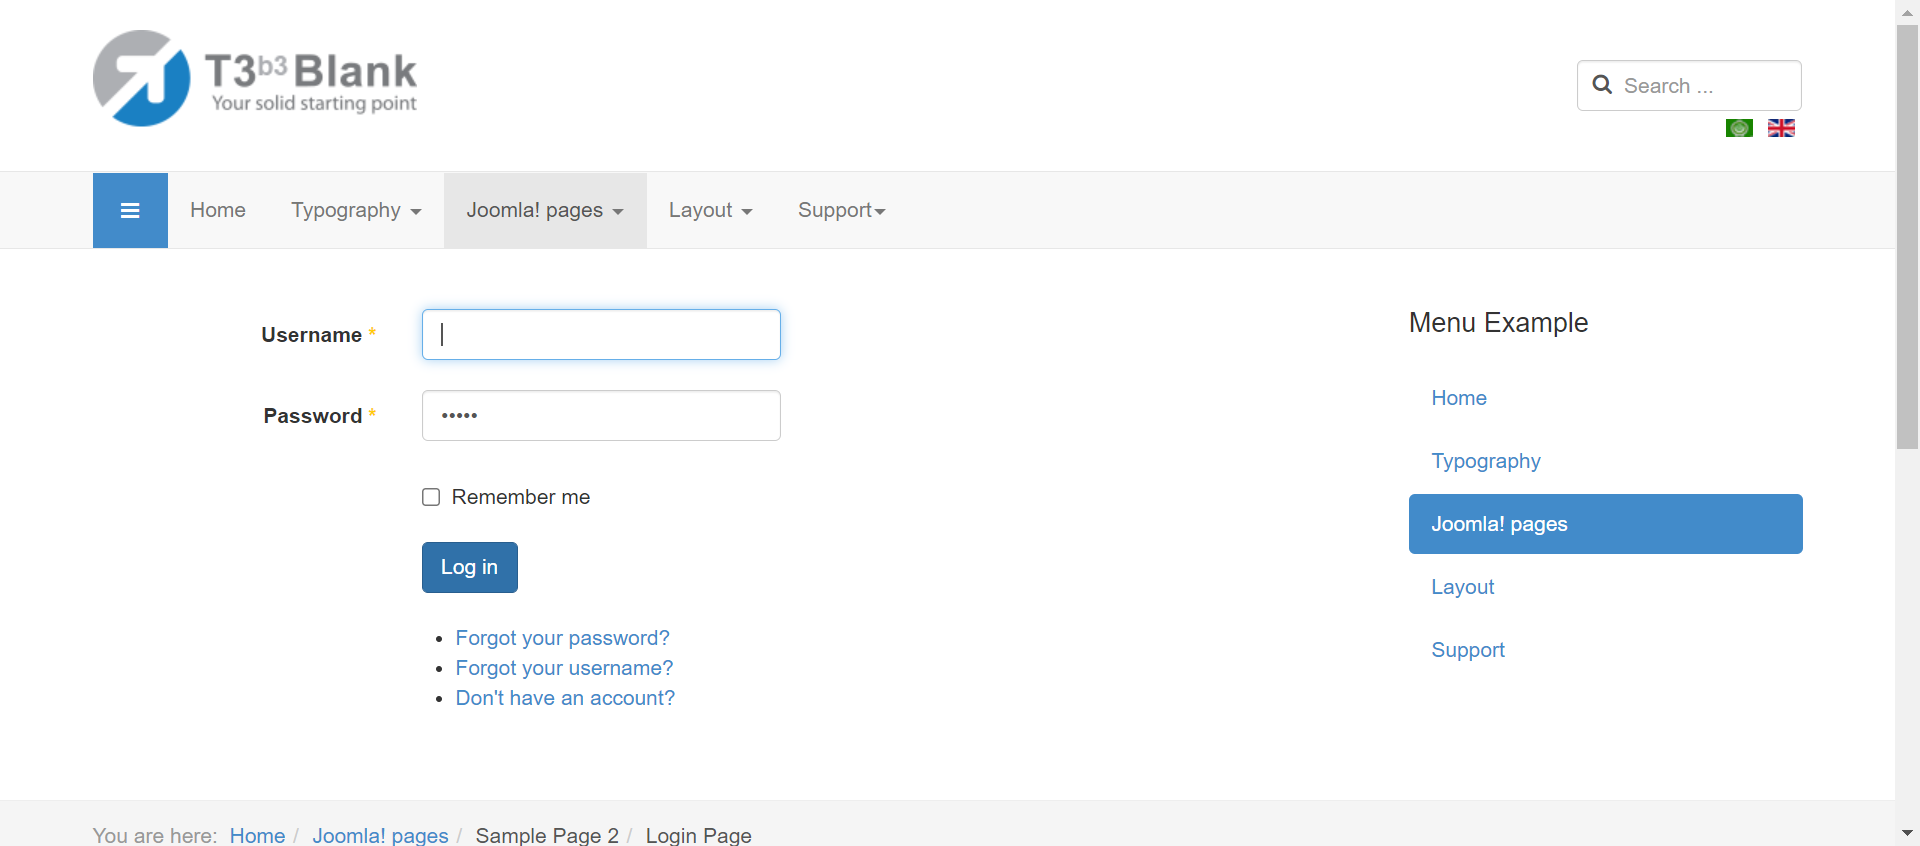 T3b3 Blank
Your solid starting point
Search ...
Home Typography Joomla! pages Layout Support
Username *
Password *
•••••
Remember me
Log in
Forgot your password?
Forgot your username?
Don't have an account?
Menu Example
Home
Typography
Joomla! pages
Layout
Support
You are here: Home / Joomla! pages / Sample Page 2 / Login Page